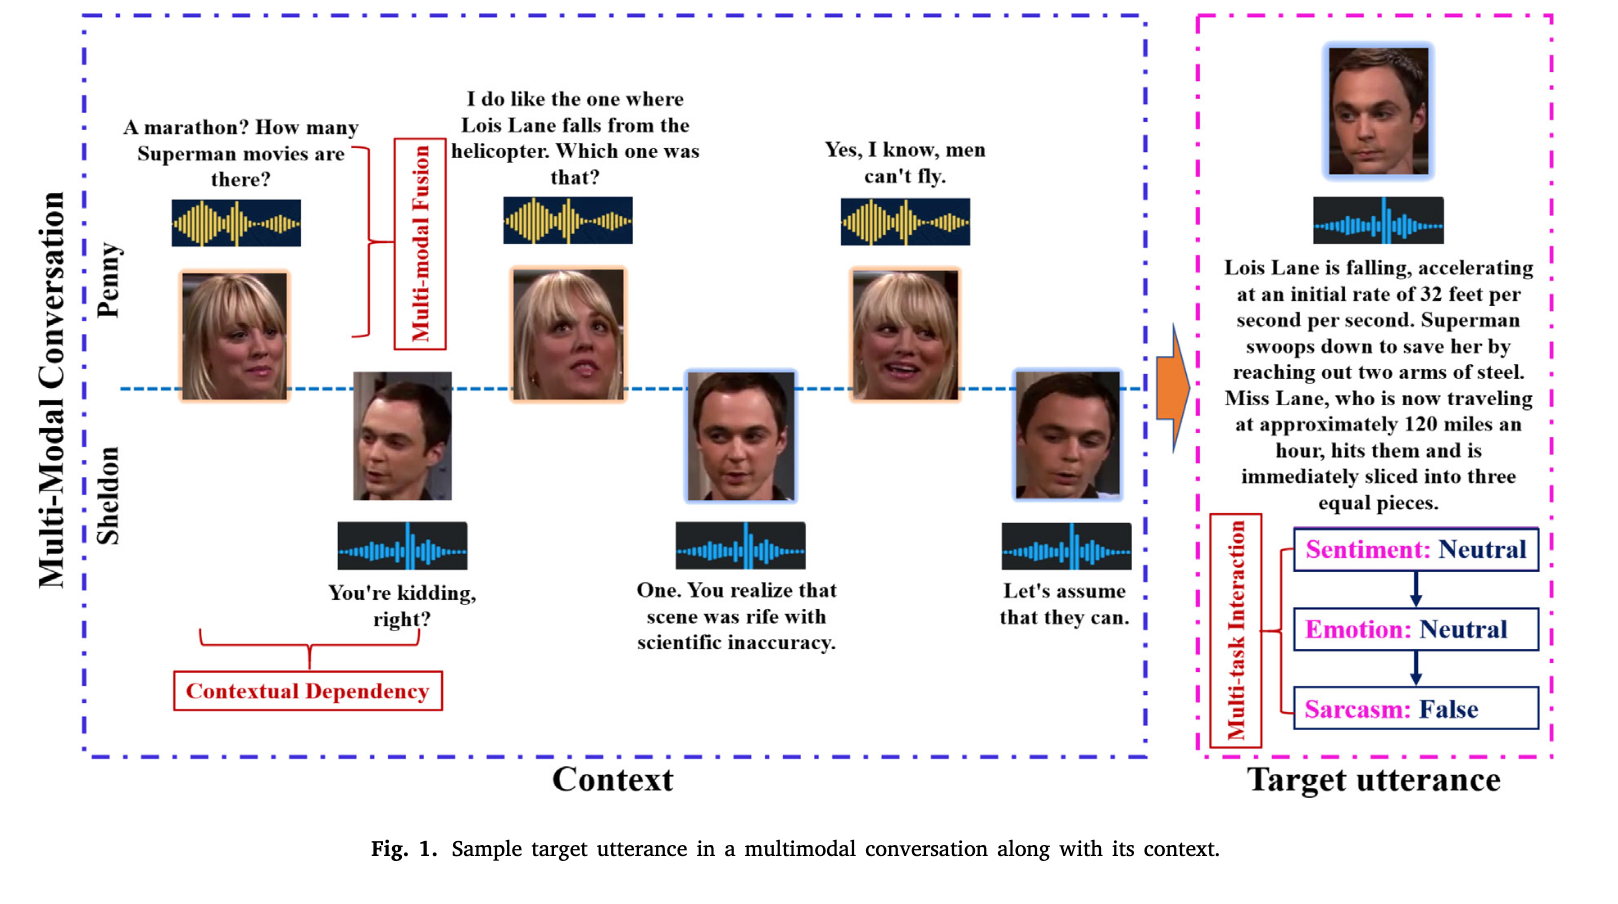 Multi-Modal Conversation
Penny
Sheldon
A marathon? How many
Superman movies are
there?
Multi-modal Fusion
You're kidding,
right?
Contextual Dependency
I do like the one where
Lois Lane falls from the
helicopter. Which one was
that?
One. You realize that
scene was rife with
scientific inaccuracy.
Yes, I know, men
can't fly.
Let's assume
that they can.
Context
Lois Lane is falling, accelerating
at an initial rate of 32 feet per
second per second. Superman
swoops down to save her by
reaching out two arms of steel.
Miss Lane, who is now traveling
at approximately 120 miles an
hour, hits them and is
immediately sliced into three
equal pieces.
Multi-task Interaction
Sentiment: Neutral
Emotion: Neutral
Sarcasm: False
Target utterance
Fig. 1. Sample target utterance in a multimodal conversation along with its context.